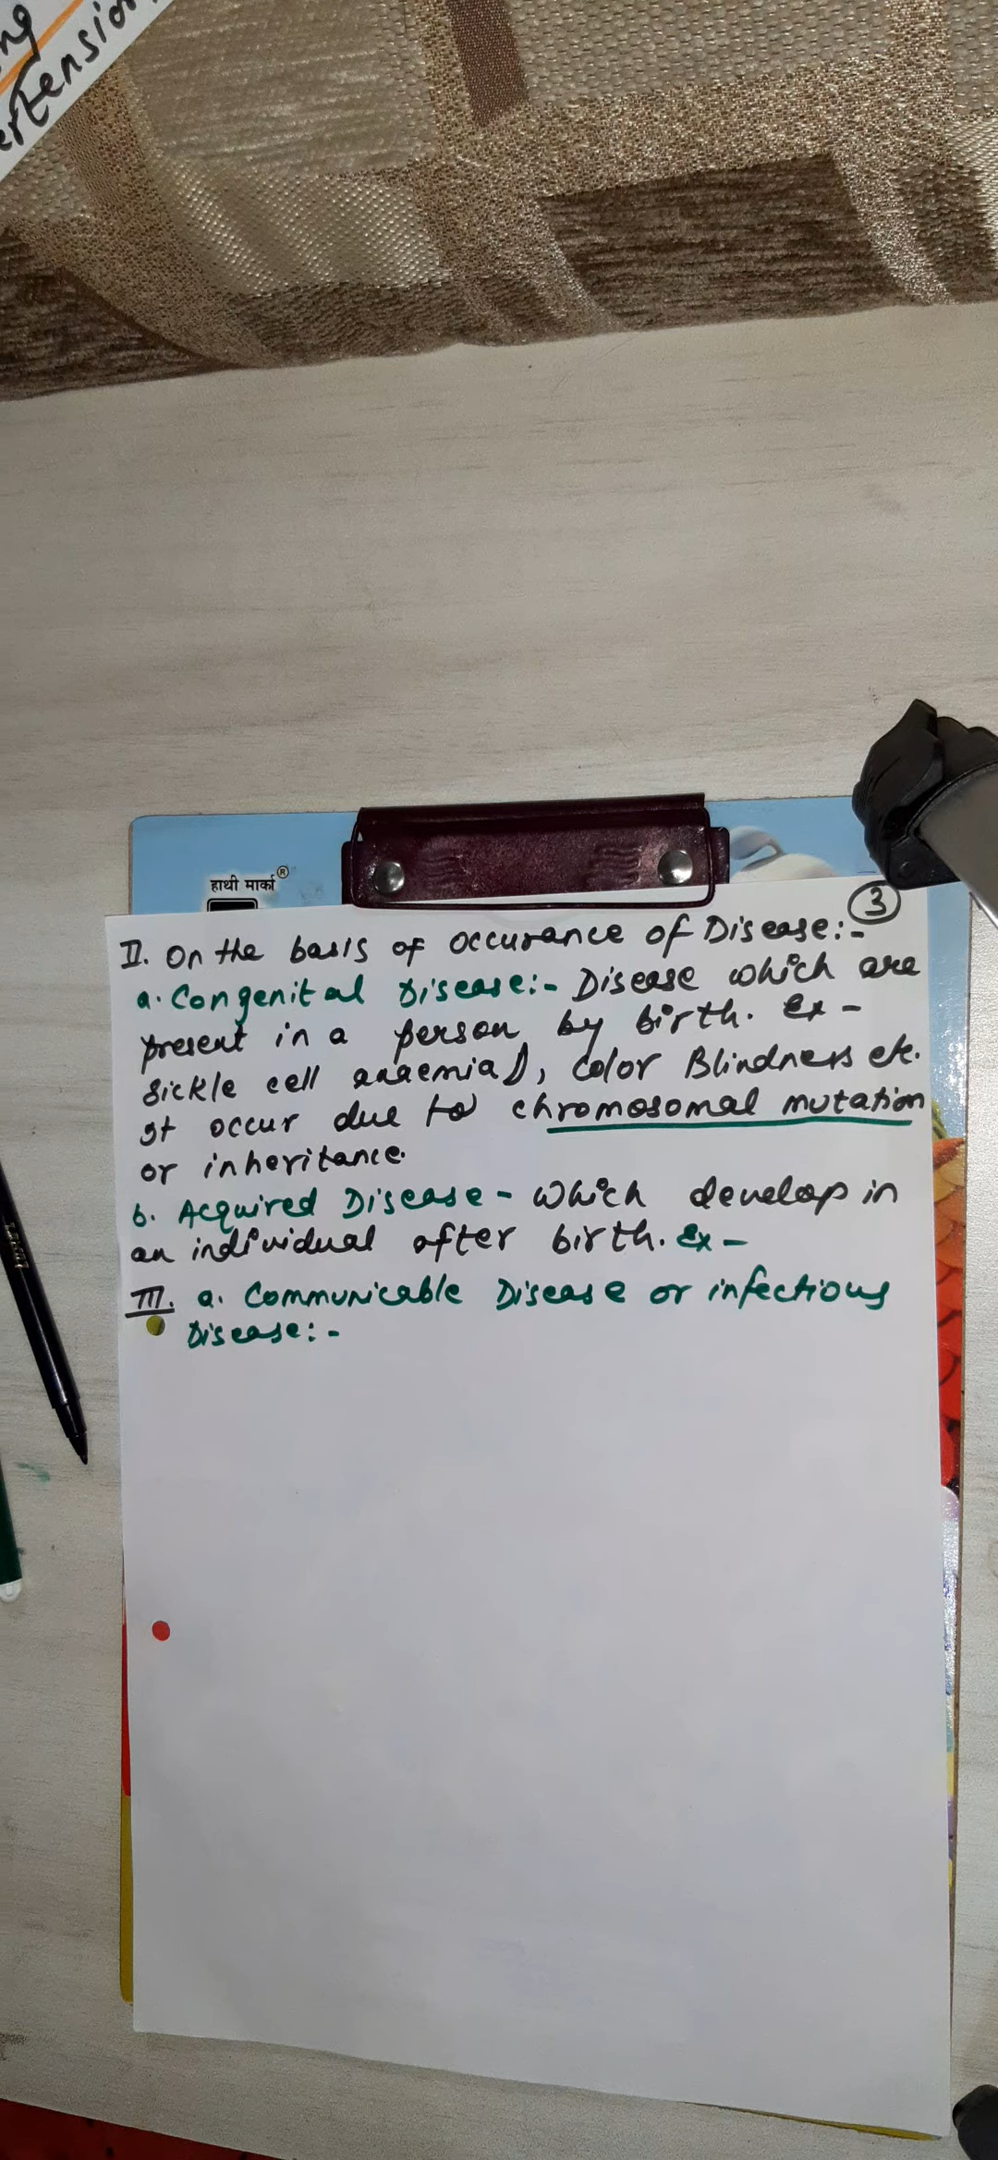 ng
ertension
हाथी मार्का®
3
II. On the basis of occurance of Disease:-
a. Congenital Disease:- Disease which are
present in a person by birth. Ex -
sickle cell anaemia), color Blindness etc.
It occur due to chromosomal mutation
or inheritance.
b. Acquired Disease - which develop in
an individual after birth. Ex -
III. a. Communicable Disease or infectious
Disease:-